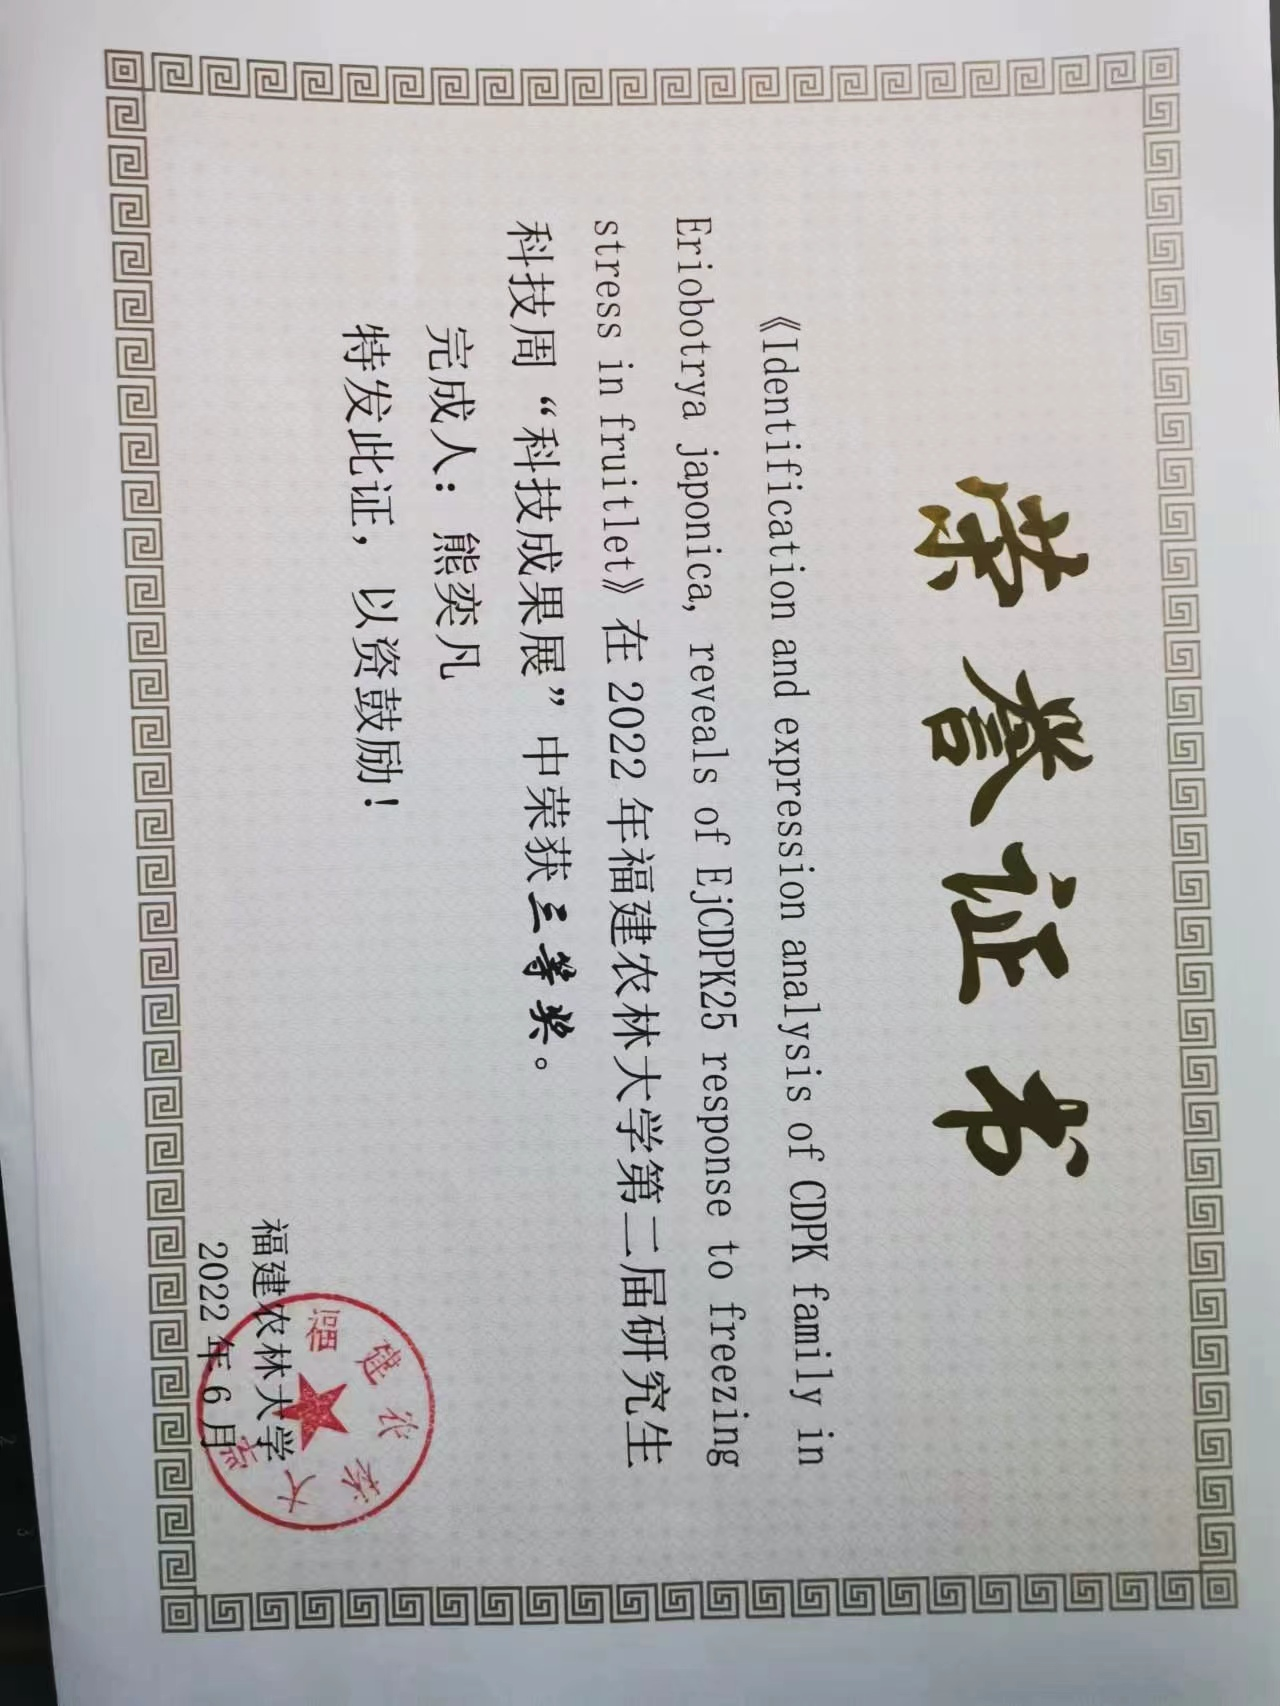 荣誉证书
《Identification and expression analysis of CDPK family in
Eriobotrya japonica, reveals of EjCDPK25 response to freezing
stress in fruitlet》在 2022 年福建农林大学第二届研究生
科技周“科技成果展”中荣获三等奖。
完成人：熊奕凡
特发此证，以资鼓励！
福建农林大学
2022 年 6 月
福建农林大学